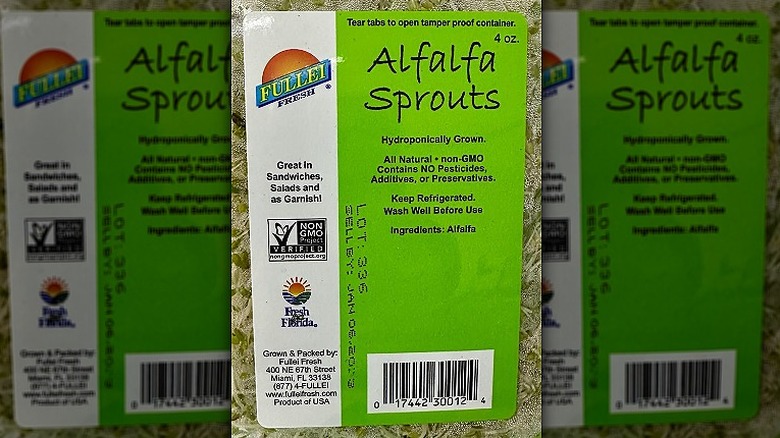 Tear tabs to open tamper proof container.
4 oz.
FULLEI
FRESH
®
Alfalfa
Sprouts
Hydroponically Grown.
All Natural • non-GMO
Contains NO Pesticides,
Additives, or Preservatives.
Keep Refrigerated.
Wash Well Before Use
Ingredients: Alfalfa
Great in
Sandwiches,
Salads and
as Garnish!
NON
GMO
Project
VERIFIED
nongmoproject.org
LOT: 336
SELL BY: JAN 06.2023
Fresh
from
Florida®
Grown & Packed by:
Fullei Fresh
400 NE 67th Street
Miami, FL 33138
(877) 4-FULLEI
www.fulleifresh.com
Product of USA
0 17442 30012 4